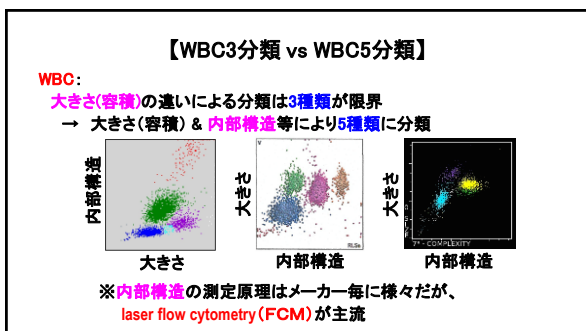 【WBC3分類 vs WBC5分類】
WBC:
大きさ(容積)の違いによる分類は3種類が限界
→ 大きさ(容積) & 内部構造等により5種類に分類
内部構造
大きさ
大きさ
V
RLSα
内部構造
大きさ
7° - COMPLEXITY
内部構造
※内部構造の測定原理はメーカー毎に様々だが、
laser flow cytometry(FCM)が主流